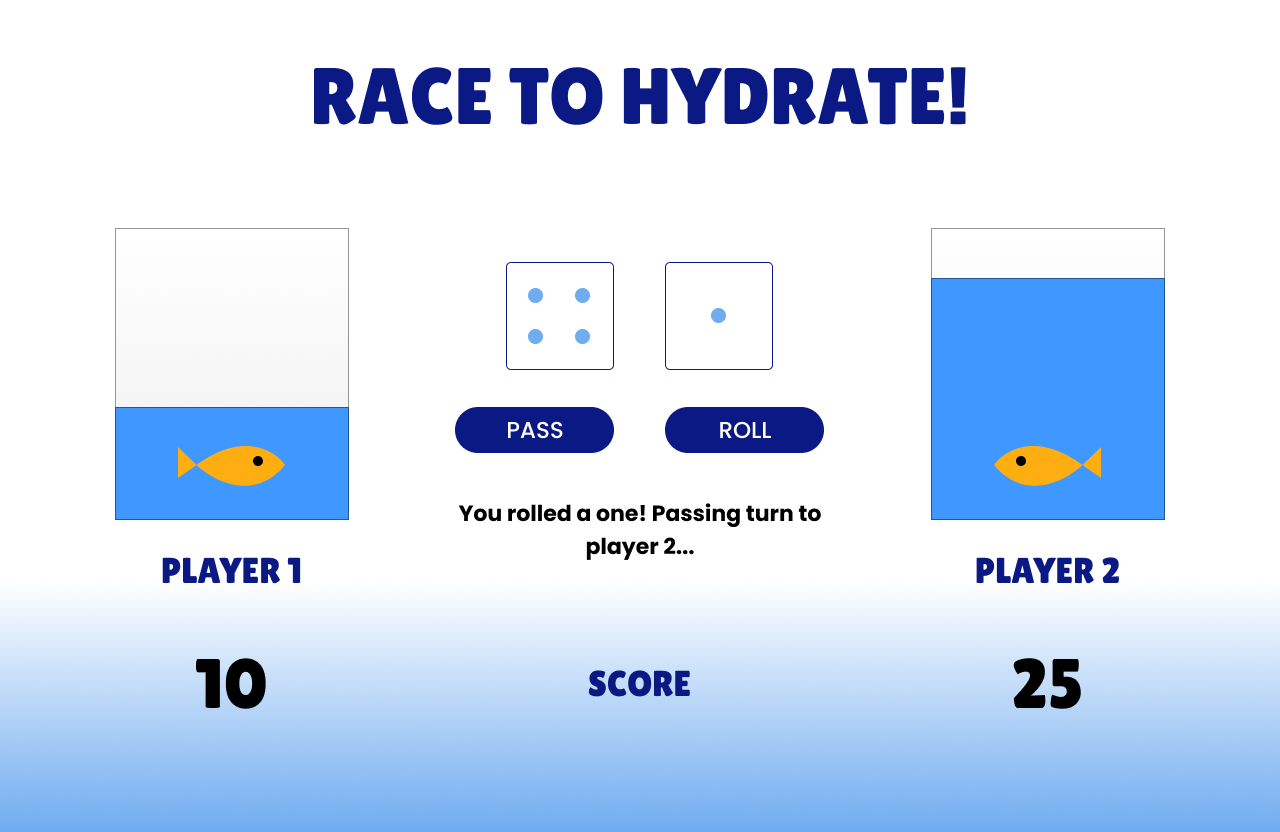 RACE TO HYDRATE!
PASS
ROLL
You rolled a one! Passing turn to
player 2...
PLAYER 1
PLAYER 2
10
SCORE
25